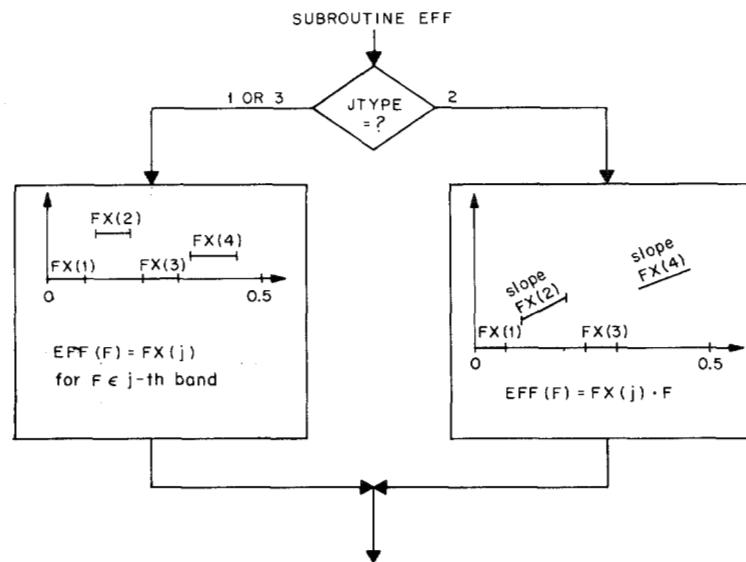 SUBROUTINE EFF
1 OR 3
JTYPE
= ?
2
FX(2)
FX(4)
FX(1)
FX(3)
0
0.5
EFF(F) = FX(j)
for F ϵ j-th band
slope
FX(2)
slope
FX(4)
FX(1)
FX(3)
0
0.5
EFF(F) = FX(j) · F